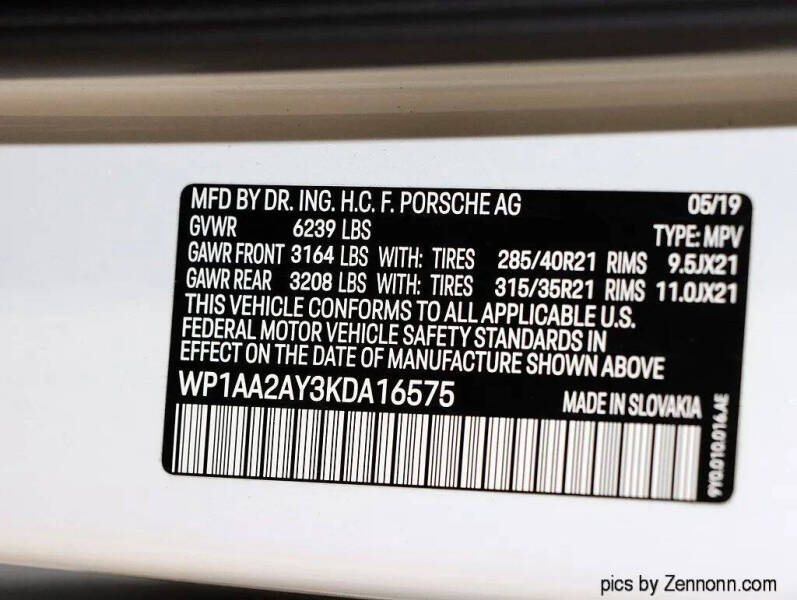 MFD BY DR. ING. H.C. F. PORSCHE AG 05/19
GVWR 6239 LBS TYPE: MPV
GAWR FRONT 3164 LBS WITH: TIRES 285/40R21 RIMS 9.5JX21
GAWR REAR 3208 LBS WITH: TIRES 315/35R21 RIMS 11.0JX21
THIS VEHICLE CONFORMS TO ALL APPLICABLE U.S.
FEDERAL MOTOR VEHICLE SAFETY STANDARDS IN
EFFECT ON THE DATE OF MANUFACTURE SHOWN ABOVE
WP1AA2AY3KDA16575 MADE IN SLOVAKIA
9Y0.010.016.AE
pics by Zennonn.com